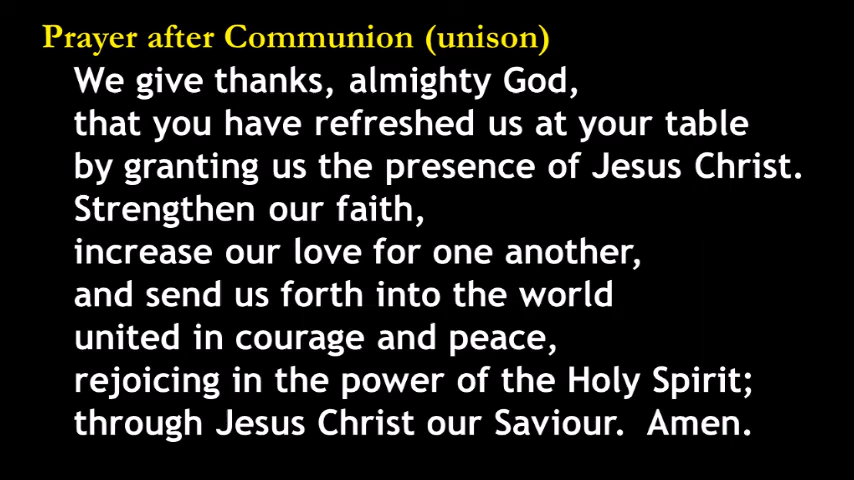 Prayer after Communion (unison)
We give thanks, almighty God,
that you have refreshed us at your table
by granting us the presence of Jesus Christ.
Strengthen our faith,
increase our love for one another,
and send us forth into the world
united in courage and peace,
rejoicing in the power of the Holy Spirit;
through Jesus Christ our Saviour.  Amen.